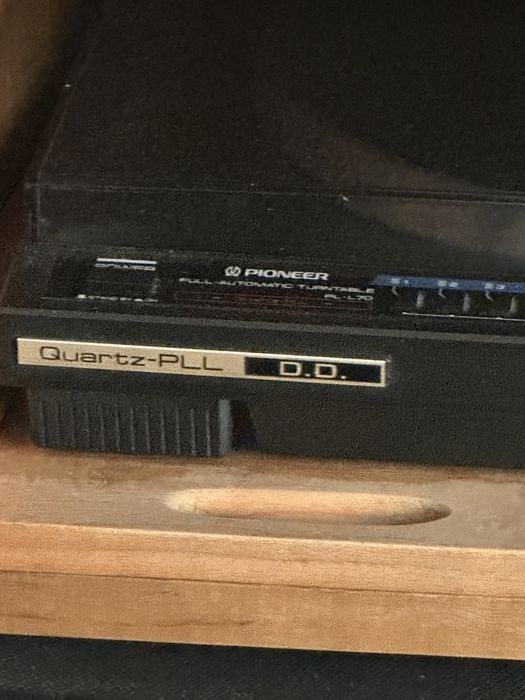 POWER
PIONEER
FULL-AUTOMATIC TURNTABLE
PL-L70
Quartz-PLL D.D.